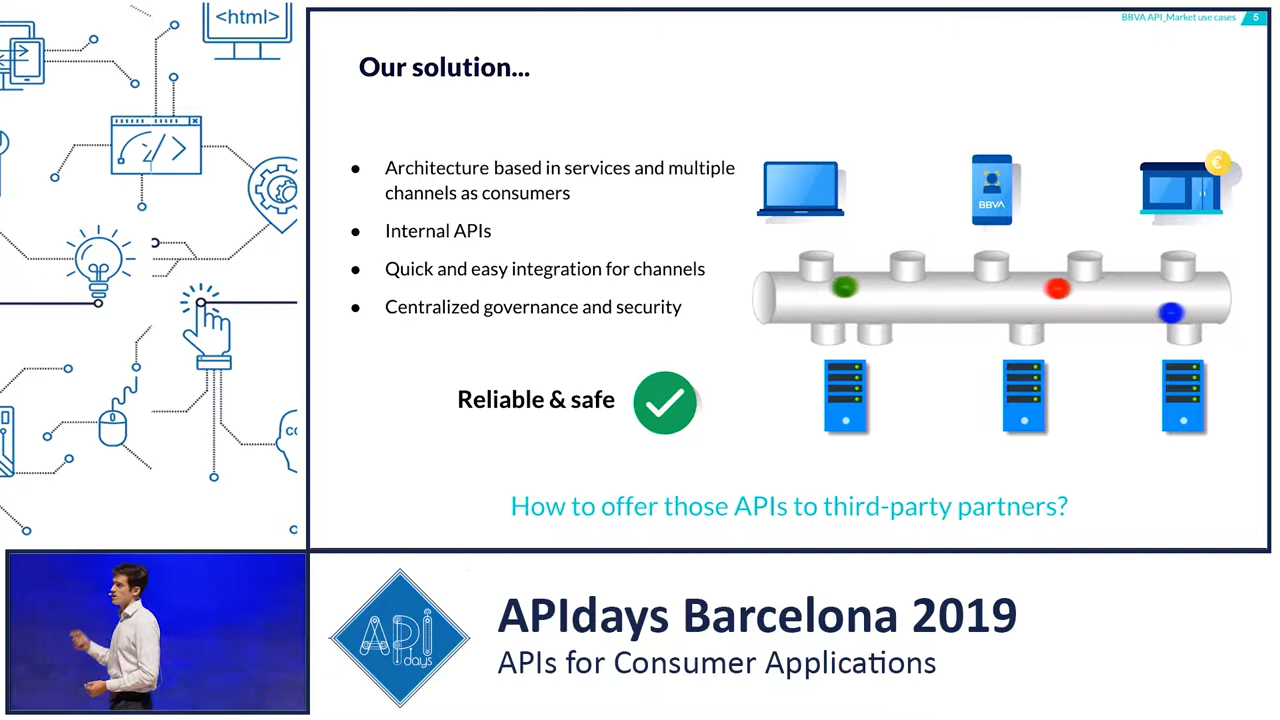 <html>
BBVA API_Market use cases 5
Our solution...
● Architecture based in services and multiple
channels as consumers
● Internal APIs
● Quick and easy integration for channels
● Centralized governance and security
€
BBVA
Reliable & safe
How to offer those APIs to third-party partners?
API
days
APIdays Barcelona 2019
APIs for Consumer Applications